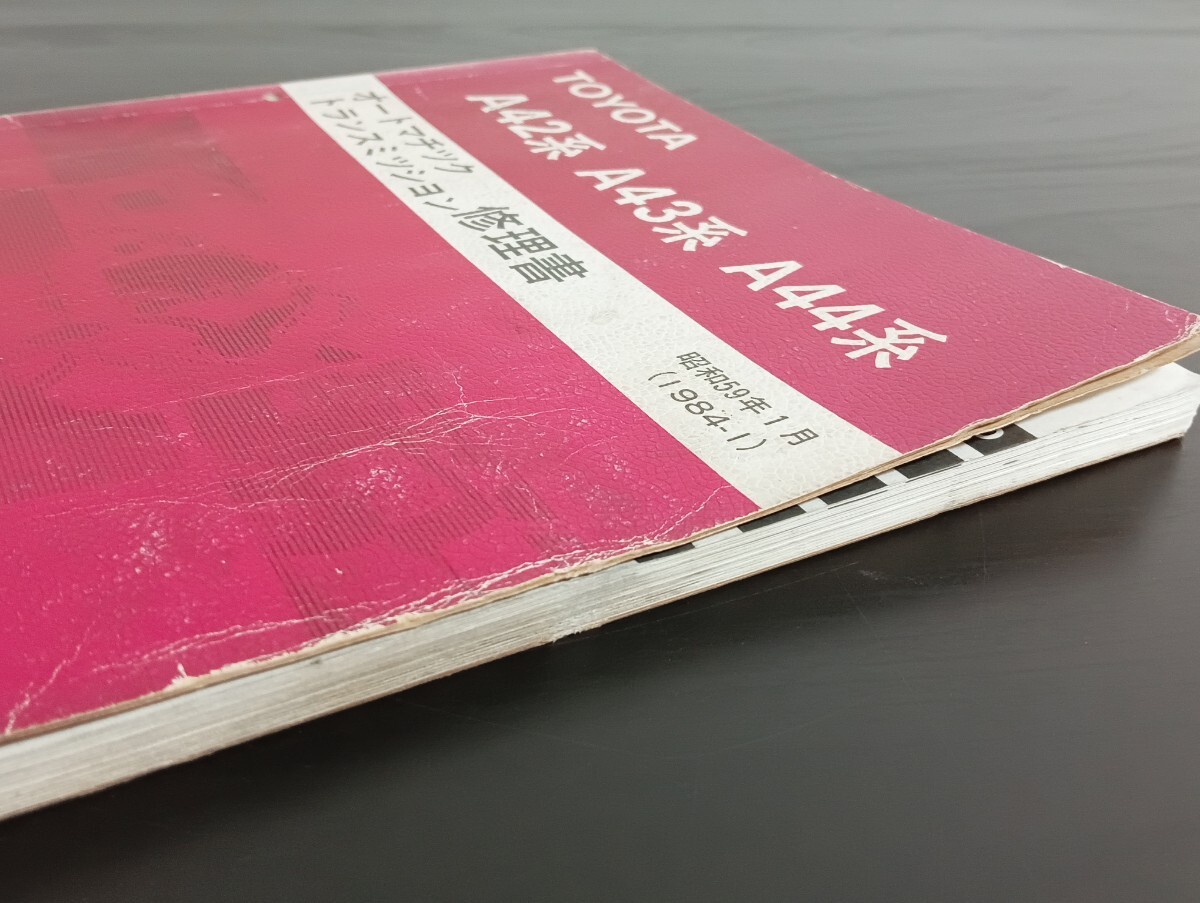 TOYOTA
A42系 A43系 A44系
オートマチック
トランスミッション 修理書
昭和59年1月
(1984-1)